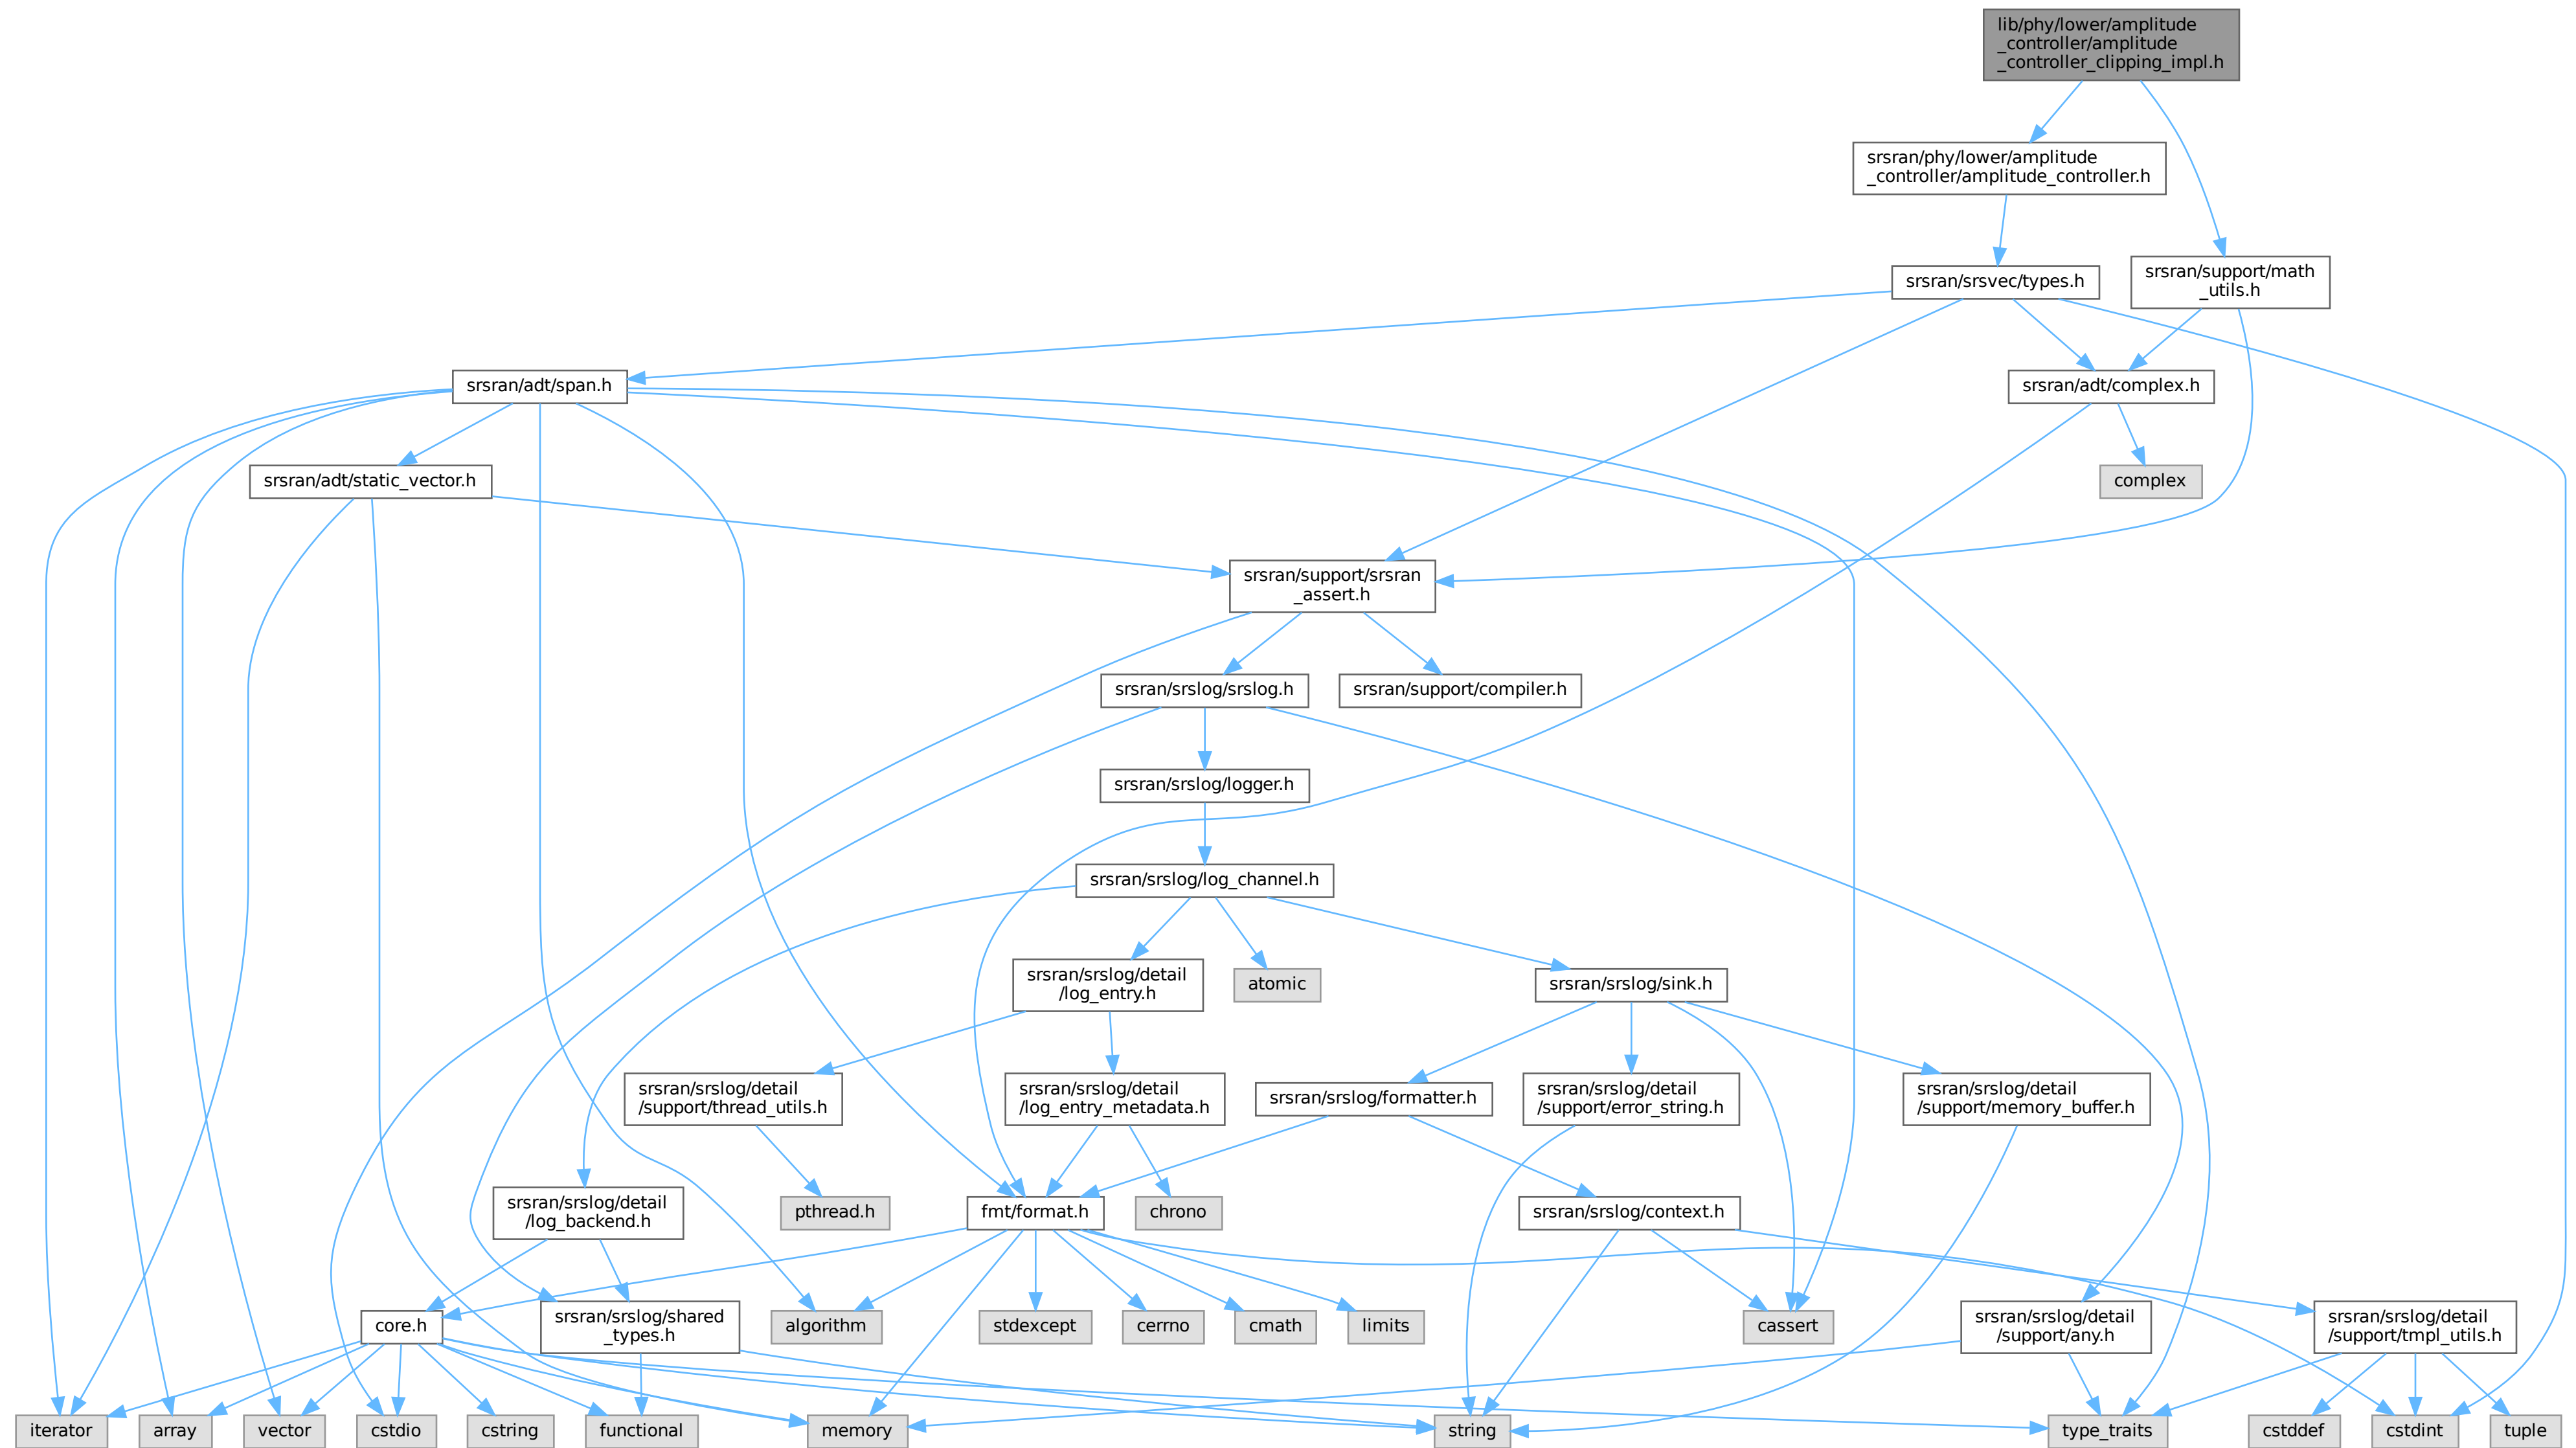 lib/phy/lower/amplitude
_controller/amplitude
_controller_clipping_impl.h
srsran/phy/lower/amplitude
_controller/amplitude_controller.h
srsran/srsvec/types.h
srsran/support/math
_utils.h
srsran/adt/span.h
srsran/adt/complex.h
srsran/adt/static_vector.h
complex
srsran/support/srsran
_assert.h
srsran/srslog/srslog.h
srsran/support/compiler.h
srsran/srslog/logger.h
srsran/srslog/log_channel.h
srsran/srslog/detail
/log_entry.h
atomic
srsran/srslog/sink.h
srsran/srslog/detail
/support/thread_utils.h
srsran/srslog/detail
/log_entry_metadata.h
srsran/srslog/formatter.h
srsran/srslog/detail
/support/error_string.h
srsran/srslog/detail
/support/memory_buffer.h
srsran/srslog/detail
/log_backend.h
pthread.h
fmt/format.h
chrono
srsran/srslog/context.h
core.h
srsran/srslog/shared
_types.h
algorithm
stdexcept
cerrno
cmath
limits
cassert
srsran/srslog/detail
/support/any.h
srsran/srslog/detail
/support/tmpl_utils.h
iterator
array
vector
cstdio
cstring
functional
memory
string
type_traits
cstddef
cstdint
tuple